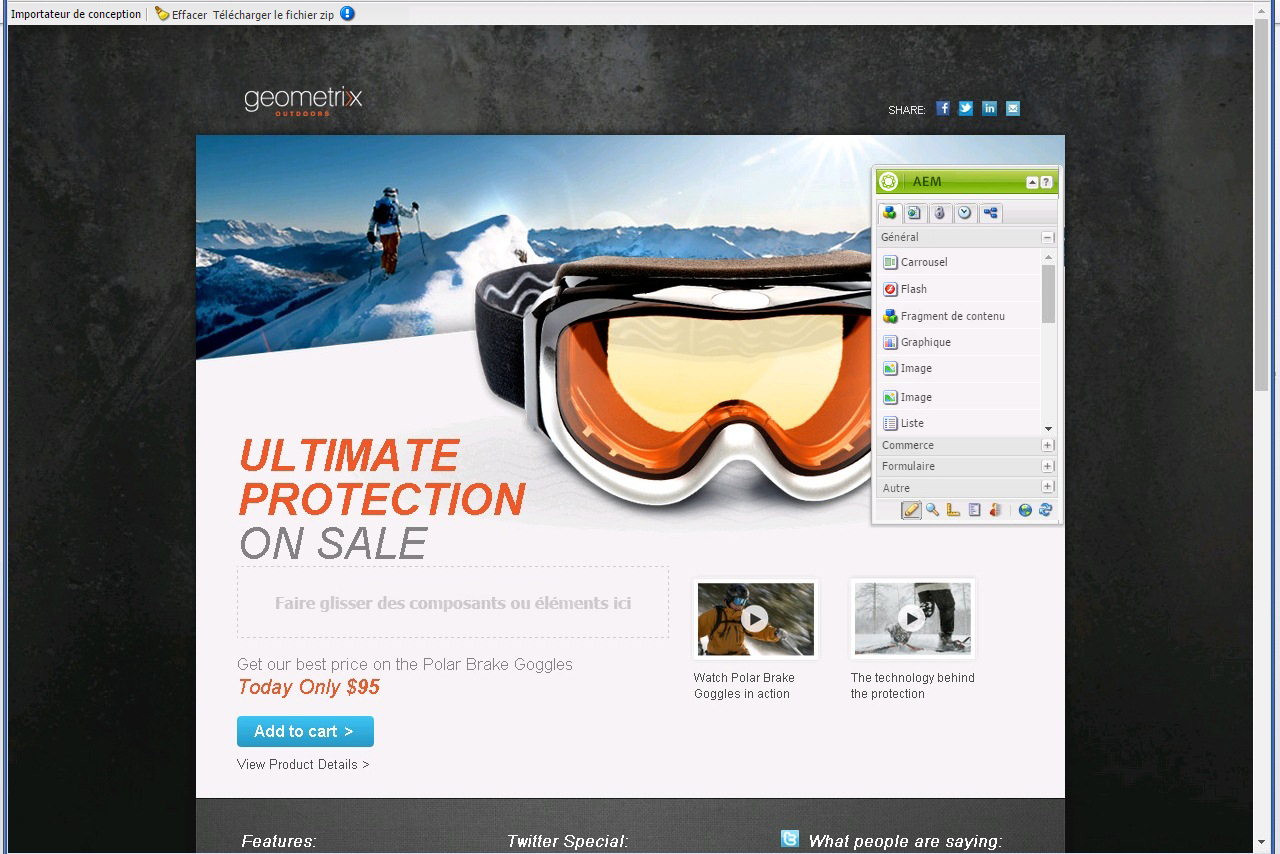 Importateur de conception
Effacer
Télécharger le fichier zip
geometrixx
OUTDOORS
SHARE:
AEM
Général
Carrousel
Flash
Fragment de contenu
Graphique
Image
Image
Liste
Commerce
Formulaire
Autre
ULTIMATE
PROTECTION
ON SALE
Faire glisser des composants ou éléments ici
Get our best price on the Polar Brake Goggles
Today Only $95
Add to cart >
View Product Details >
Watch Polar Brake
Goggles in action
The technology behind
the protection
Features:
Twitter Special:
What people are saying: